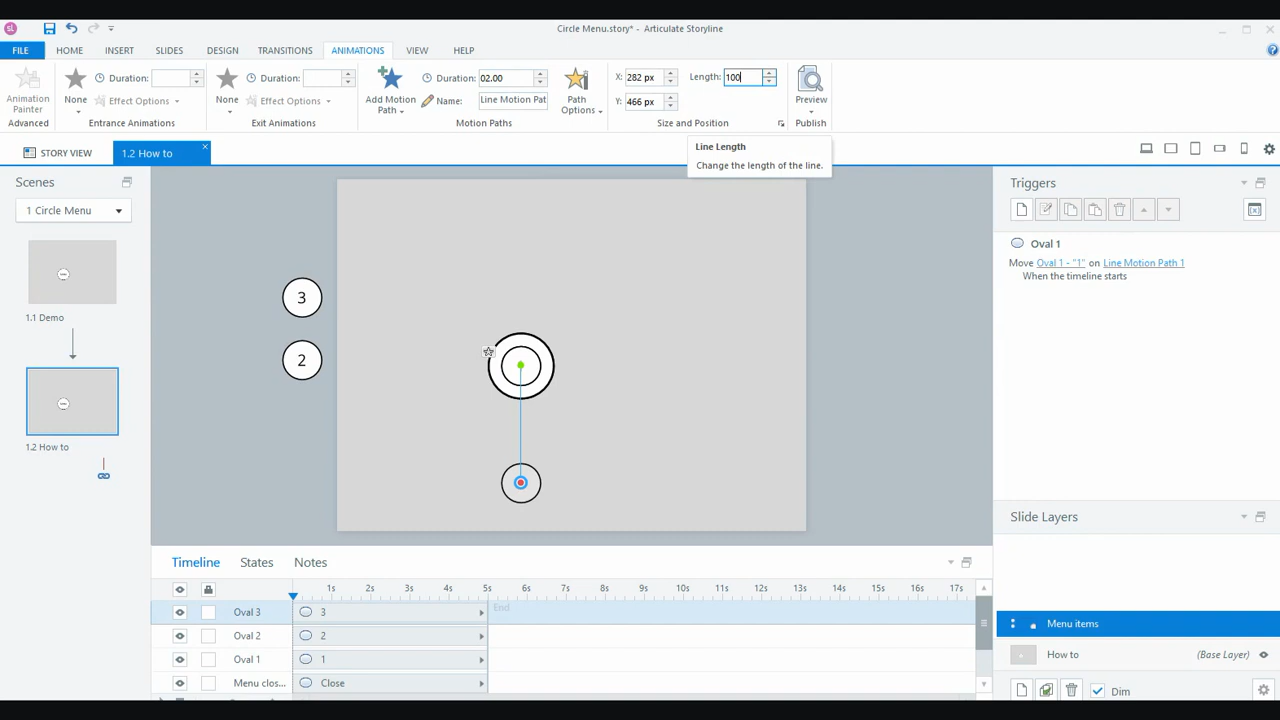 Circle Menu.story* - Articulate Storyline
FILE HOME INSERT SLIDES DESIGN TRANSITIONS ANIMATIONS VIEW HELP
None Duration: None Duration: Duration: 02.00 X: 282 px Length: 100
Animation Painter Effect Options Effect Options Add Motion Path Name: Line Motion Pat Path Options Y: 466 px Preview
Advanced Entrance Animations Exit Animations Motion Paths Size and Position Publish
STORY VIEW 1.2 How to
Line Length
Change the length of the line.
Scenes
1 Circle Menu
1.1 Demo
1.2 How to
3
2
Triggers
Oval 1
Move Oval 1 - "1" on Line Motion Path 1
When the timeline starts
Slide Layers
Menu items
How to (Base Layer)
Dim
Timeline States Notes
1s 2s 3s 4s 5s 6s 7s 8s 9s 10s 11s 12s 13s 14s 15s 16s 17s
Oval 3 3 End
Oval 2 2
Oval 1 1
Menu clos... Close